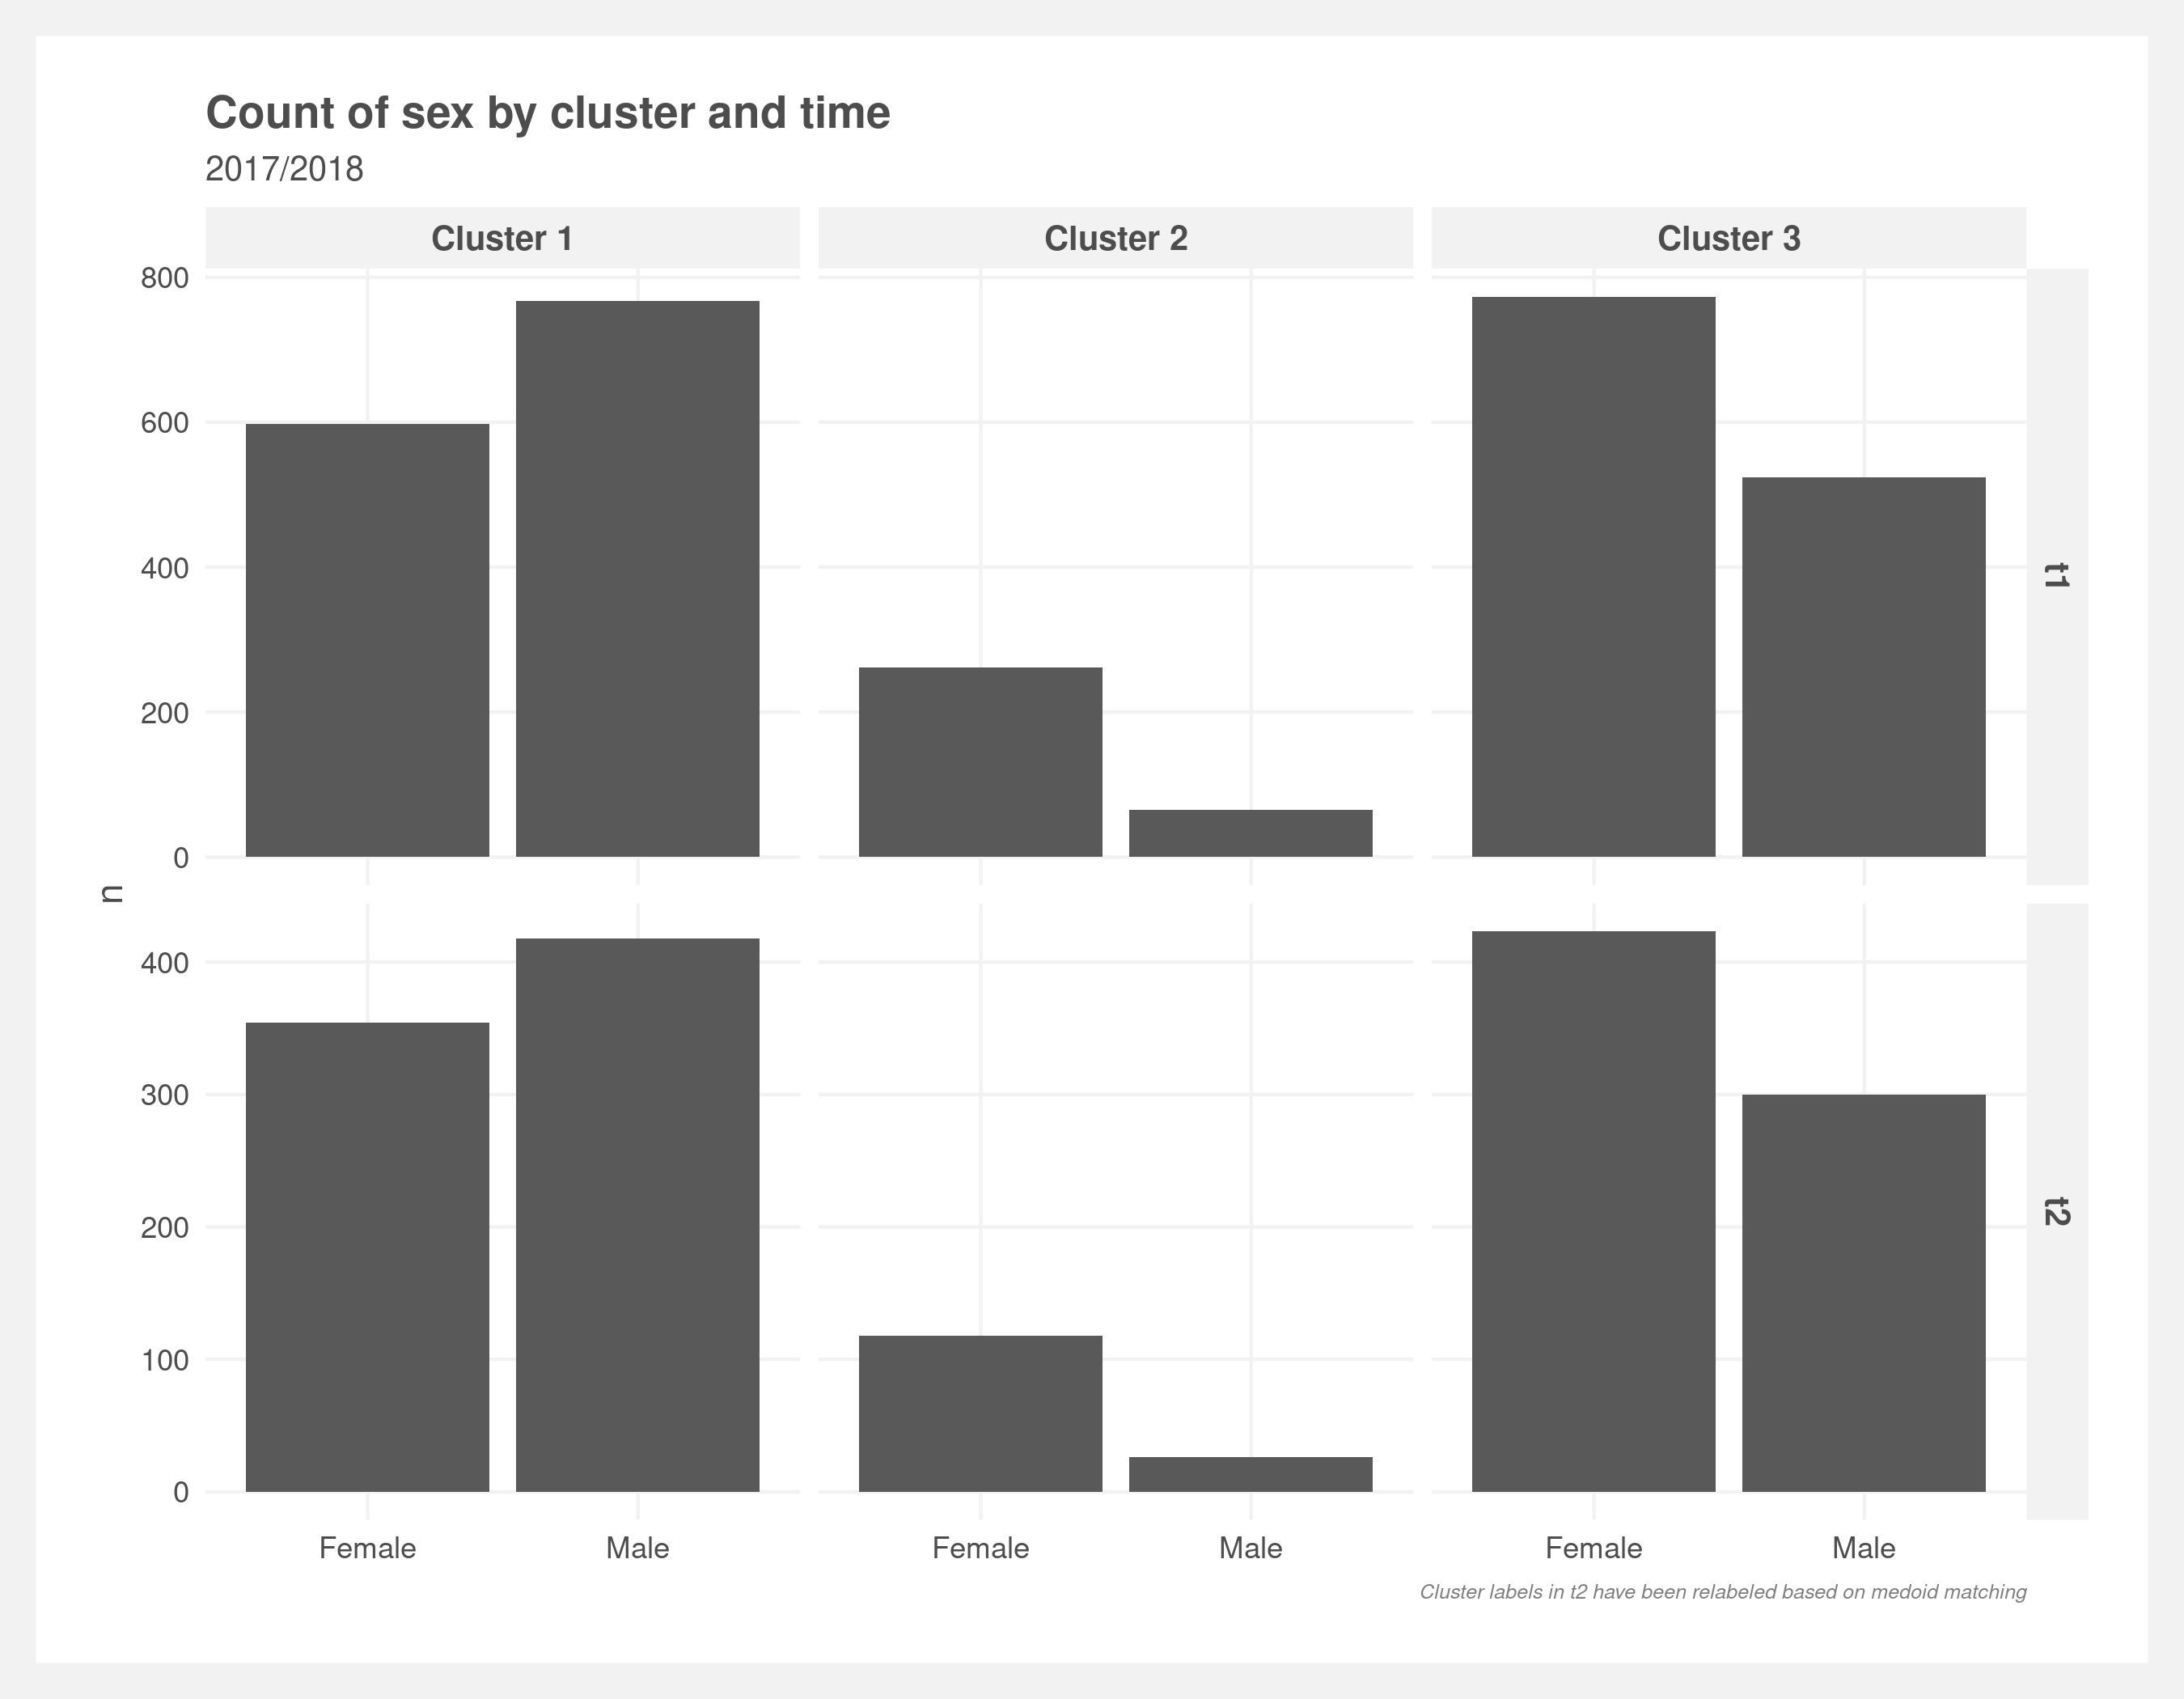 Count of sex by cluster and time
2017/2018
Cluster 1 Cluster 2 Cluster 3
800
600
400
200
0
t1
n
400
300
200
100
0
t2
Female Male Female Male Female Male
Cluster labels in t2 have been relabeled based on medoid matching